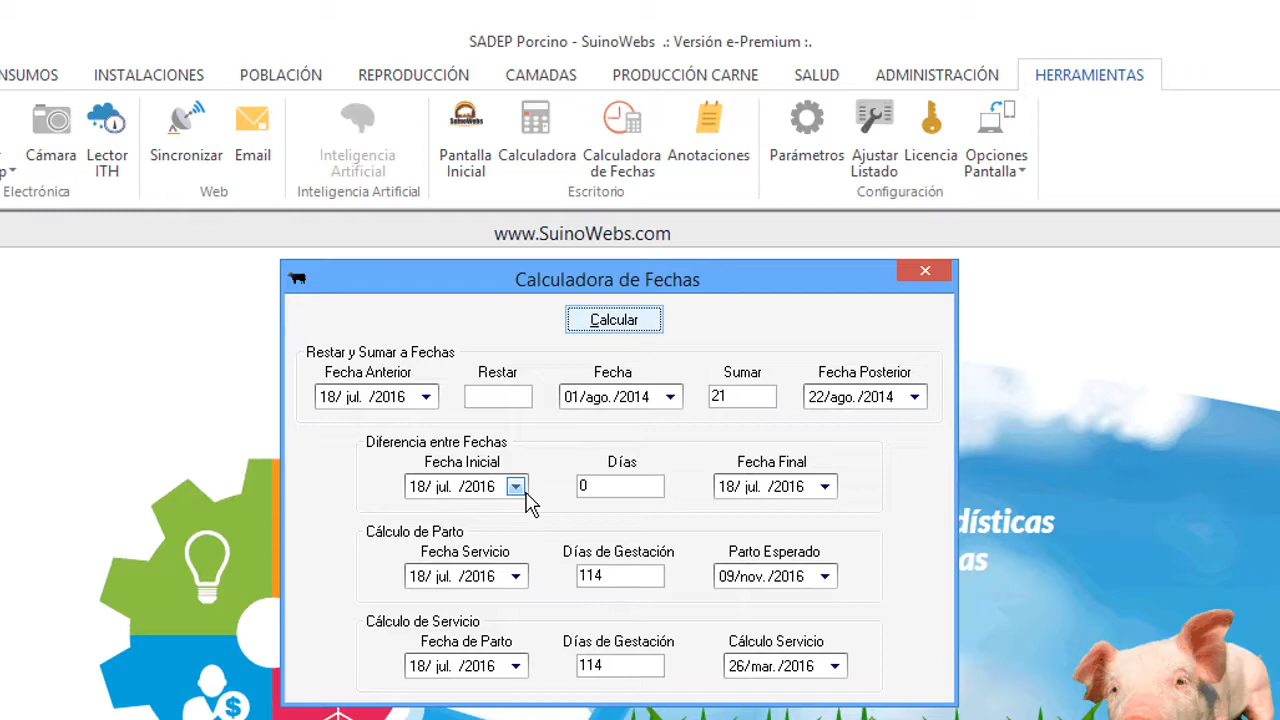 SADEP Porcino - SuinoWebs .: Versión e-Premium :.
NSUMOS INSTALACIONES POBLACIÓN REPRODUCCIÓN CAMADAS PRODUCCIÓN CARNE SALUD ADMINISTRACIÓN HERRAMIENTAS
Cámara Lector ITH Sincronizar Email Inteligencia Artificial Pantalla Inicial Calculadora Calculadora de Fechas Anotaciones Parámetros Ajustar Listado Licencia Opciones Pantalla
Electrónica Web Inteligencia Artificial Escritorio Configuración
www.SuinoWebs.com
Calculadora de Fechas
Calcular
Restar y Sumar a Fechas
Fecha Anterior Restar Fecha Sumar Fecha Posterior
18/ jul. /2016 01/ago. /2014 21 22/ago. /2014
Diferencia entre Fechas
Fecha Inicial Días Fecha Final
18/ jul. /2016 0 18/ jul. /2016
Cálculo de Parto
Fecha Servicio Días de Gestación Parto Esperado
18/ jul. /2016 114 09/nov. /2016
Cálculo de Servicio
Fecha de Parto Días de Gestación Cálculo Servicio
18/ jul. /2016 114 26/mar. /2016
dísticas
as